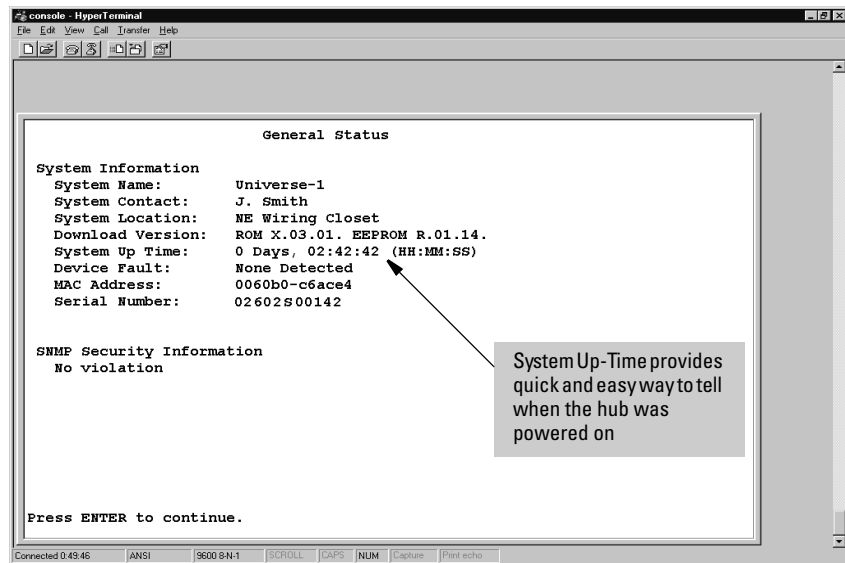 console - HyperTerminal
File Edit View Call Transfer Help
General Status
System Information
System Name: Universe-1
System Contact: J. Smith
System Location: NE Wiring Closet
Download Version: ROM X.03.01. EEPROM R.01.14.
System Up Time: 0 Days, 02:42:42 (HH:MM:SS)
Device Fault: None Detected
MAC Address: 0060b0-c6ace4
Serial Number: 02602S00142
SNMP Security Information
No violation
System Up-Time provides
quick and easy way to tell
when the hub was
powered on
Press ENTER to continue.
Connected 0:49:46 ANSI 9600 8-N-1 SCROLL CAPS NUM Capture Print echo